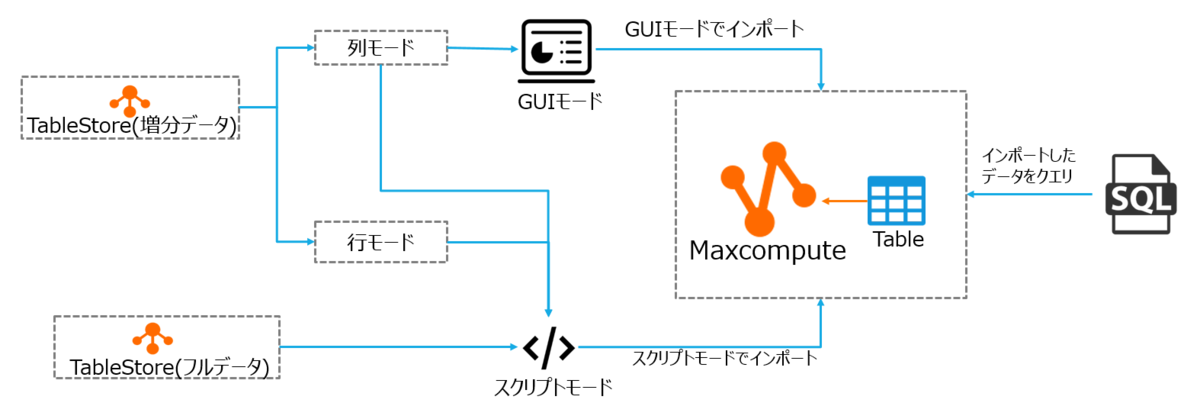 列モード
GUIモード
GUIモードでインポート
TableStore(増分データ)
インポートした
データをクエリ
SQL
Maxcompute
Table
行モード
TableStore(フルデータ)
スクリプトモード
スクリプトモードでインポート